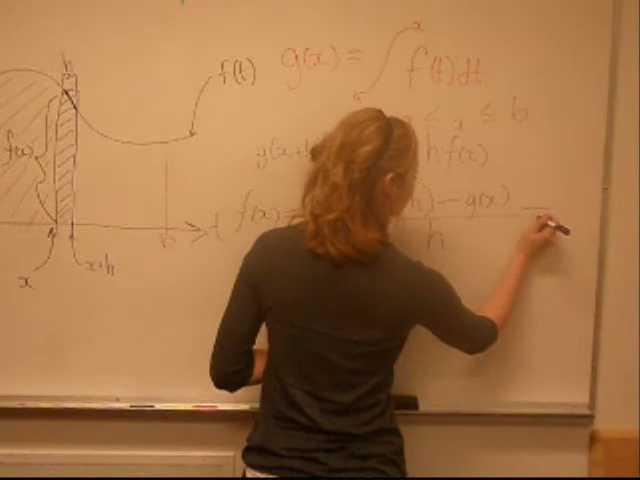 h
f(t)
g(x) = ∫ₐˣ f(t)dt
≤ x ≤ b
f(x)
g(x+ h f(x)
f(x) = ) − g(x)
h
t
b
x
x+h